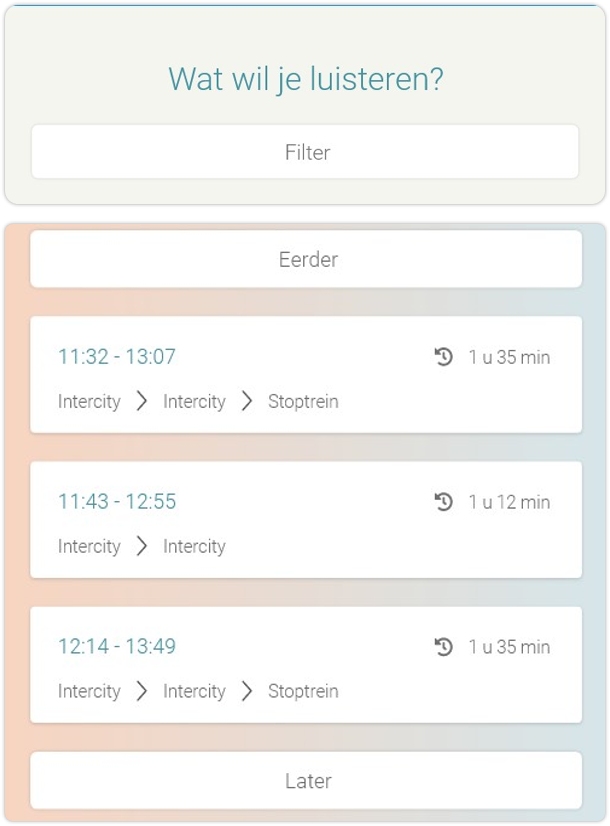 Wat wil je luisteren?
Filter
Eerder
11:32 - 13:07 1 u 35 min
Intercity Intercity Stoptrein
11:43 - 12:55 1 u 12 min
Intercity Intercity
12:14 - 13:49 1 u 35 min
Intercity Intercity Stoptrein
Later